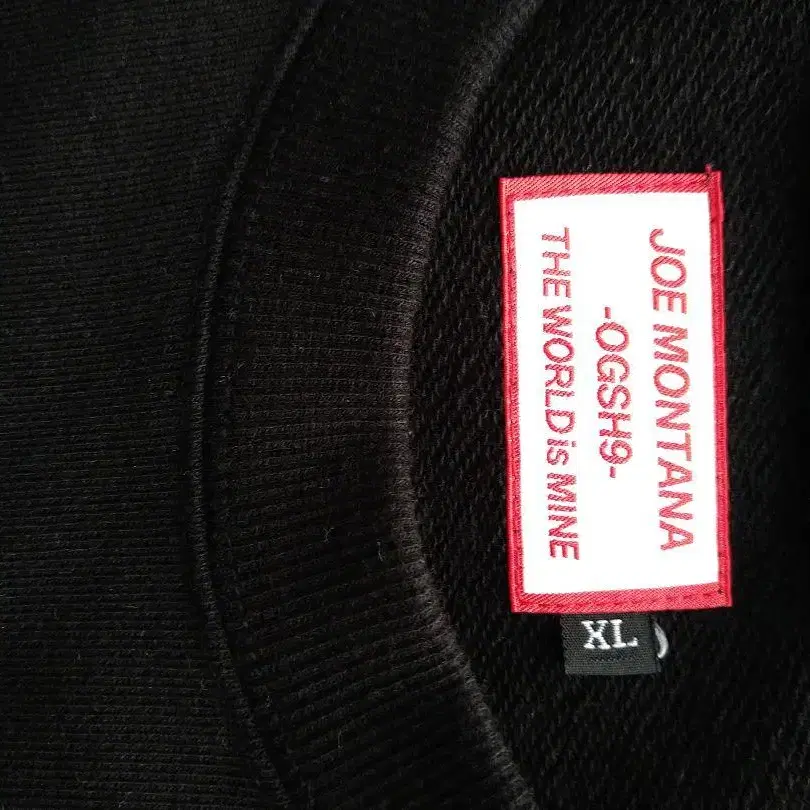 JOE MONTANA
-OGSH9-
THE WORLD iS MINE
XL